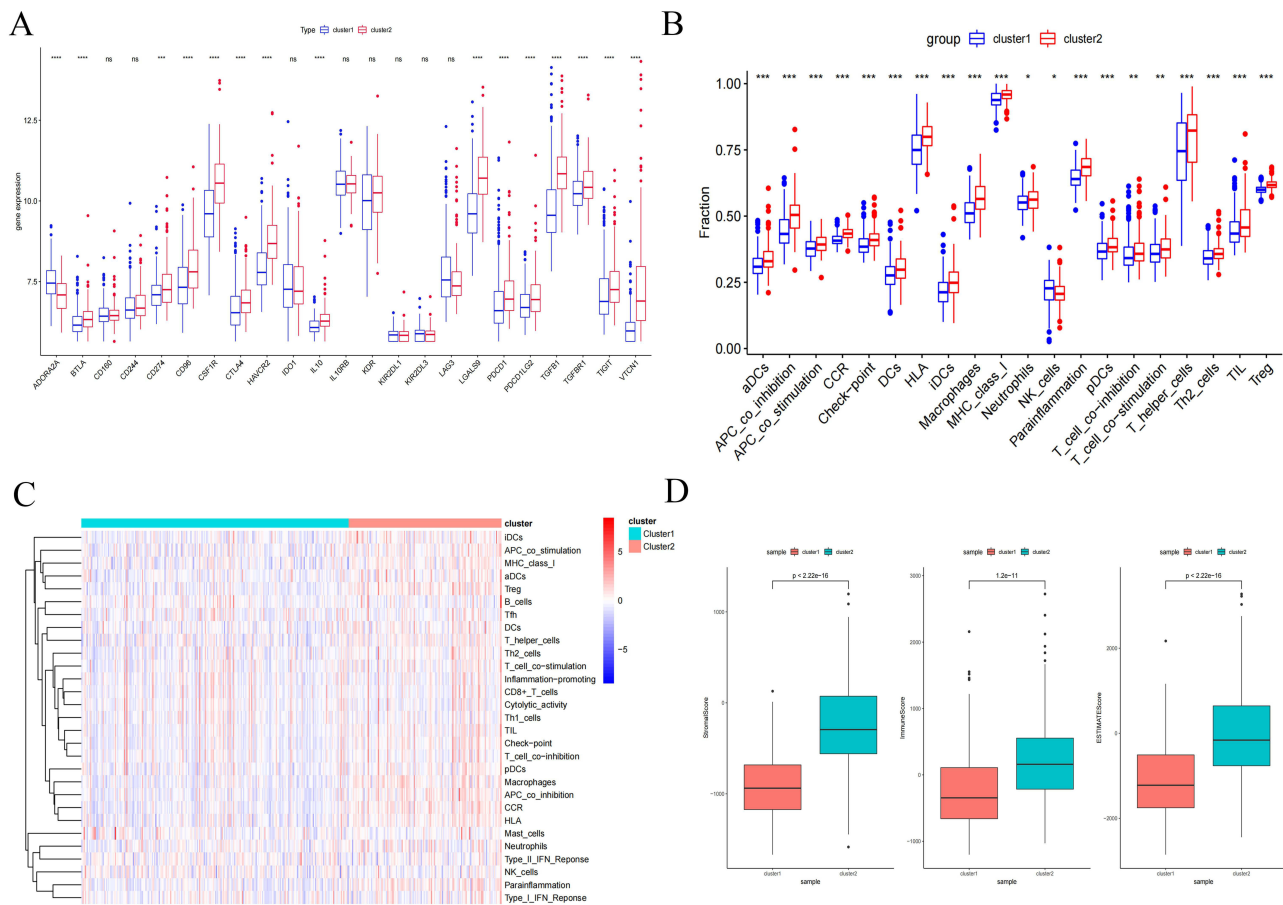 A
Type cluster1 cluster2
**** **** ns ns *** **** **** **** **** ns **** ns ns ns ns *** **** **** **** **** **** **** ****
gene expression
12.5
10.0
7.5
ADORA2A BTLA CD160 CD244 CD274 CD96 CSF1R CTLA4 HAVCR2 IDO1 IL10 IL10RB KDR KIR2DL1 KIR2DL3 LAG3 LGALS9 PDCD1 PDCD1LG2 TGFB1 TGFBR1 TIGIT VTCN1
B
group cluster1 cluster2
*** *** *** *** *** *** *** *** *** *** * * *** *** ** ** *** *** *** ***
Fraction
1.00
0.75
0.50
0.25
0.00
aDCs APC_co_inhibition APC_co_stimulation CCR Check-point DCs HLA iDCs Macrophages MHC_class_I Neutrophils NK_cells Parainflammation pDCs T_cell_co-inhibition T_cell_co-stimulation T_helper_cells Th2_cells TIL Treg
C
cluster
iDCs
APC_co_stimulation
MHC_class_I
aDCs
Treg
B_cells
Tfh
DCs
T_helper_cells
Th2_cells
T_cell_co-stimulation
Inflammation-promoting
CD8+_T_cells
Cytolytic_activity
Th1_cells
TIL
Check-point
T_cell_co-inhibition
pDCs
Macrophages
APC_co_inhibition
CCR
HLA
Mast_cells
Neutrophils
Type_II_IFN_Reponse
NK_cells
Parainflammation
Type_I_IFN_Reponse
5
0
−5
cluster
Cluster1
Cluster2
D
sample cluster1 cluster2
p < 2.22e−16
StromalScore
1000
0
−1000
cluster1 cluster2
sample
sample cluster1 cluster2
1.2e−11
ImmuneScore
3000
2000
1000
0
−1000
cluster1 cluster2
sample
sample cluster1 cluster2
p < 2.22e−16
ESTIMATEScore
2000
0
−2000
cluster1 cluster2
sample